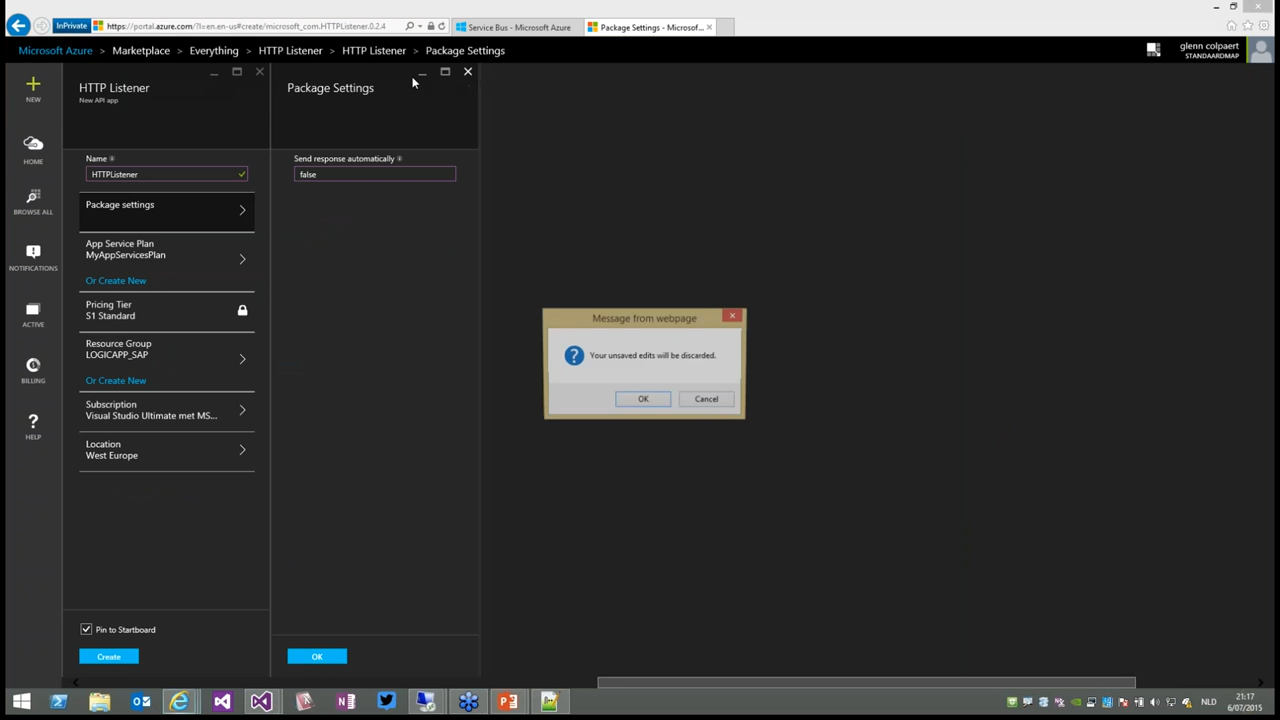 InPrivate https://portal.azure.com/?l=en.en-us#create/microsoft_com.HTTPListener.0.2.4 Service Bus - Microsoft Azure Package Settings - Microsof...
Microsoft Azure > Marketplace > Everything > HTTP Listener > HTTP Listener > Package Settings
glenn colpaert
STANDAARDMAP
NEW
HOME
BROWSE ALL
NOTIFICATIONS
ACTIVE
BILLING
HELP
HTTP Listener
New API app
Name
HTTPListener
Package settings
App Service Plan
MyAppServicesPlan
Or Create New
Pricing Tier
S1 Standard
Resource Group
LOGICAPP_SAP
Or Create New
Subscription
Visual Studio Ultimate met MS...
Location
West Europe
Pin to Startboard
Create
Package Settings
Send response automatically
false
OK
Message from webpage
Your unsaved edits will be discarded.
OK Cancel
NLD
21:17
6/07/2015